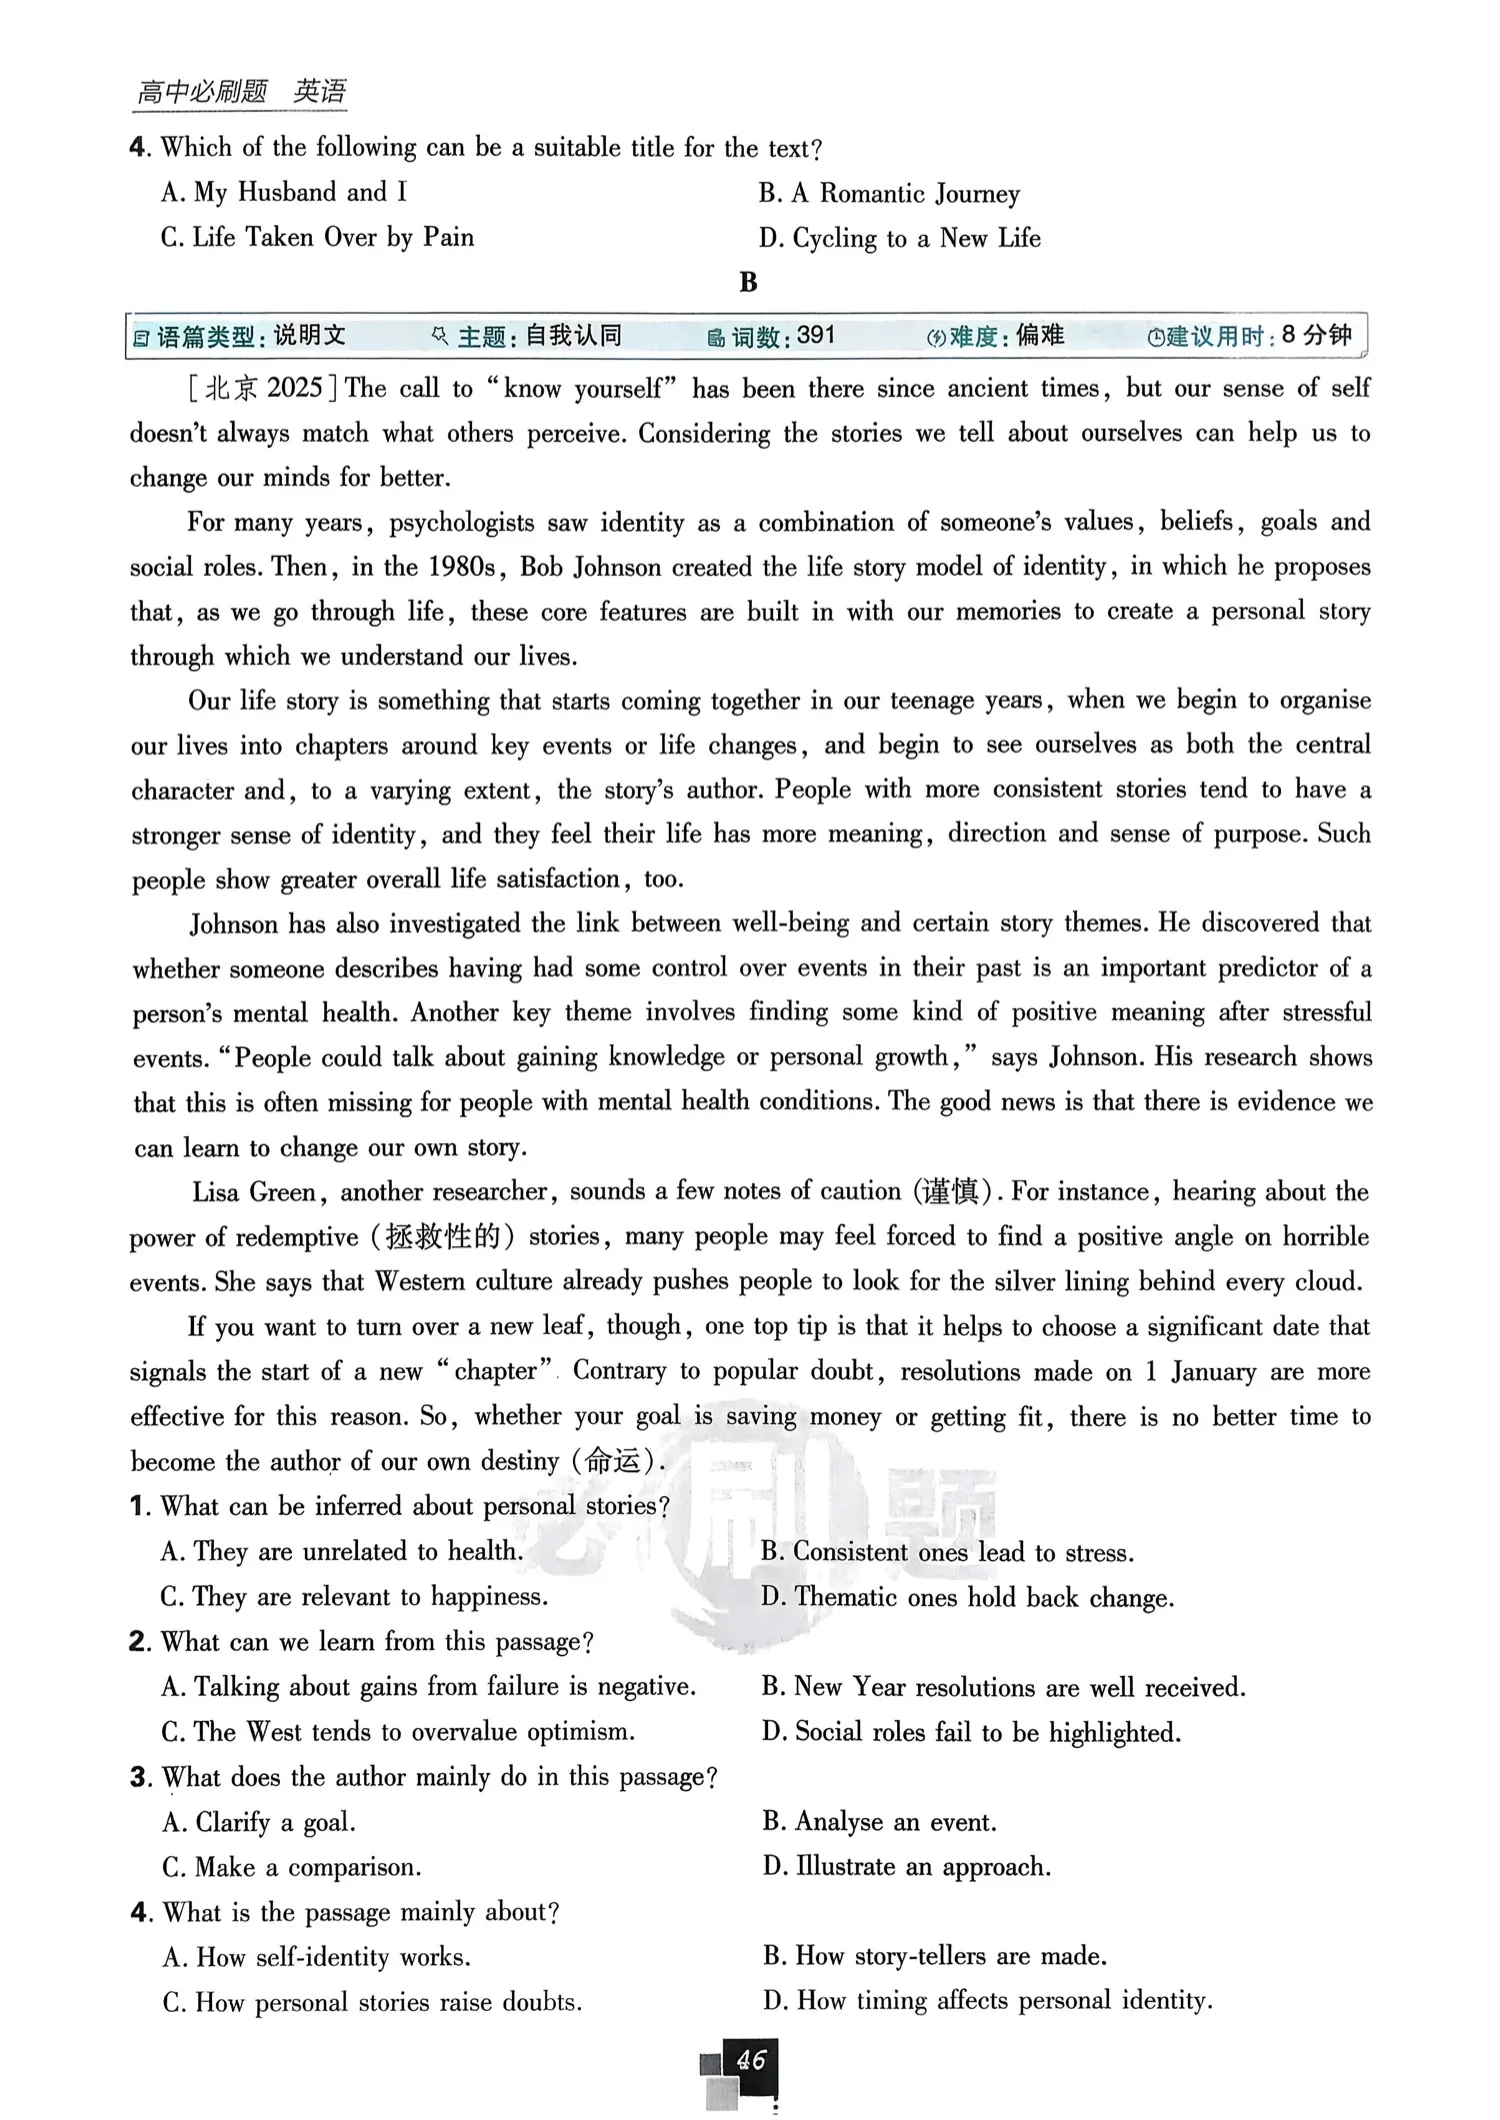 高中必刷题 英语
4. Which of the following can be a suitable title for the text?
A. My Husband and I
B. A Romantic Journey
C. Life Taken Over by Pain
D. Cycling to a New Life
B
语篇类型: 说明文 主题: 自我认同 词数: 391 难度: 偏难 建议用时: 8 分钟
[北京 2025] The call to “know yourself” has been there since ancient times, but our sense of self
doesn’t always match what others perceive. Considering the stories we tell about ourselves can help us to
change our minds for better.
For many years, psychologists saw identity as a combination of someone’s values, beliefs, goals and
social roles. Then, in the 1980s, Bob Johnson created the life story model of identity, in which he proposes
that, as we go through life, these core features are built in with our memories to create a personal story
through which we understand our lives.
Our life story is something that starts coming together in our teenage years, when we begin to organise
our lives into chapters around key events or life changes, and begin to see ourselves as both the central
character and, to a varying extent, the story’s author. People with more consistent stories tend to have a
stronger sense of identity, and they feel their life has more meaning, direction and sense of purpose. Such
people show greater overall life satisfaction, too.
Johnson has also investigated the link between well-being and certain story themes. He discovered that
whether someone describes having had some control over events in their past is an important predictor of a
person’s mental health. Another key theme involves finding some kind of positive meaning after stressful
events. “People could talk about gaining knowledge or personal growth,” says Johnson. His research shows
that this is often missing for people with mental health conditions. The good news is that there is evidence we
can learn to change our own story.
Lisa Green, another researcher, sounds a few notes of caution (谨慎). For instance, hearing about the
power of redemptive (拯救性的) stories, many people may feel forced to find a positive angle on horrible
events. She says that Western culture already pushes people to look for the silver lining behind every cloud.
If you want to turn over a new leaf, though, one top tip is that it helps to choose a significant date that
signals the start of a new “chapter”. Contrary to popular doubt, resolutions made on 1 January are more
effective for this reason. So, whether your goal is saving money or getting fit, there is no better time to
become the author of our own destiny (命运).
1. What can be inferred about personal stories?
A. They are unrelated to health.
B. Consistent ones lead to stress.
C. They are relevant to happiness.
D. Thematic ones hold back change.
2. What can we learn from this passage?
A. Talking about gains from failure is negative.
B. New Year resolutions are well received.
C. The West tends to overvalue optimism.
D. Social roles fail to be highlighted.
3. What does the author mainly do in this passage?
A. Clarify a goal.
B. Analyse an event.
C. Make a comparison.
D. Illustrate an approach.
4. What is the passage mainly about?
A. How self-identity works.
B. How story-tellers are made.
C. How personal stories raise doubts.
D. How timing affects personal identity.
必刷题
46